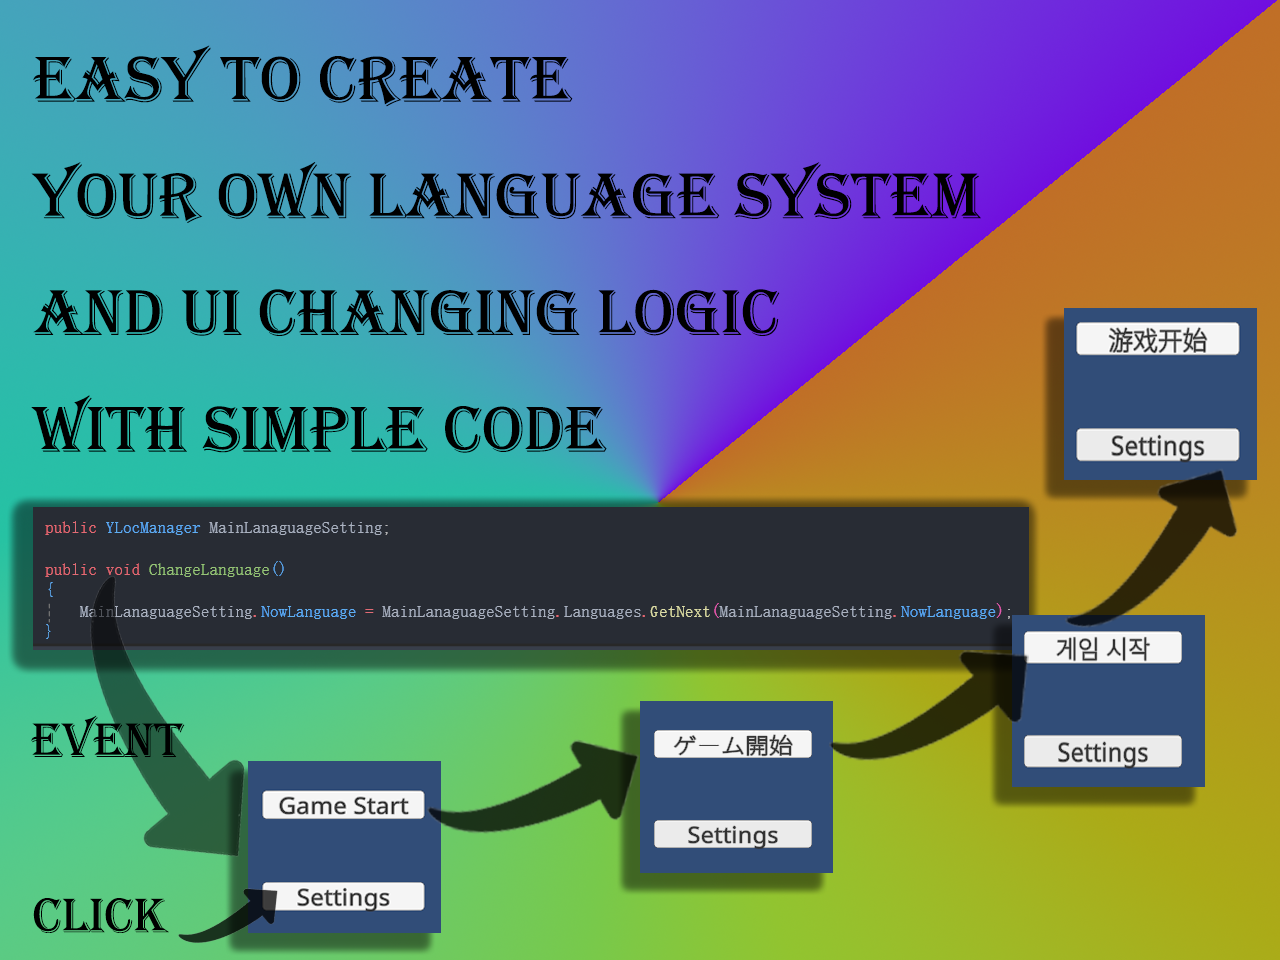 EASY TO CREATE
YOUR OWN LANGUAGE SYSTEM
AND UI CHANGING LOGIC
WITH SIMPLE CODE
public YLocManager MainLanaguageSetting;
public void ChangeLanguage()
{
MainLanaguageSetting.NowLanguage = MainLanaguageSetting.Languages.GetNext(MainLanaguageSetting.NowLanguage);
}
游戏开始
Settings
게임 시작
Settings
ゲーム開始
Settings
EVENT
Game Start
Settings
CLICK